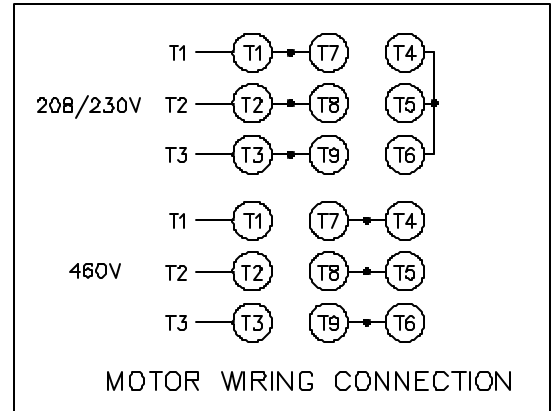 T1 T1 T7 T4
208/230V T2 T2 T8 T5
T3 T3 T9 T6
T1 T1 T7 T4
460V T2 T2 T8 T5
T3 T3 T9 T6
MOTOR WIRING CONNECTION